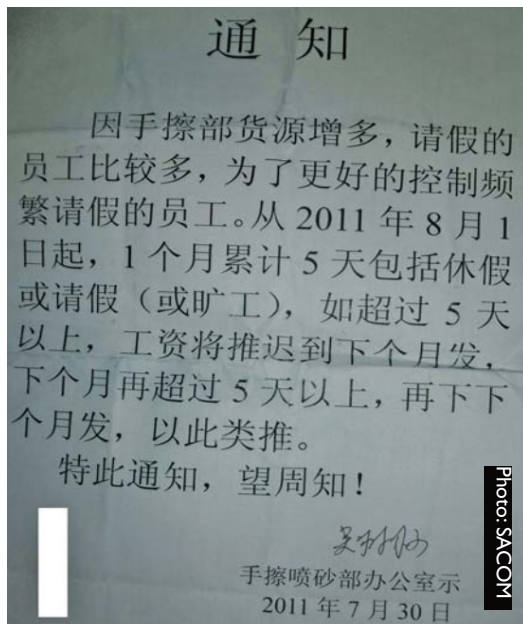 通 知
因手擦部货源增多，请假的
员工比较多，为了更好的控制频
繁请假的员工。从 2011 年 8 月 1
日起，1 个月累计 5 天包括休假
或请假（或旷工），如超过 5 天
以上，工资将推迟到下个月发，
下个月再超过 5 天以上，再下下
个月发，以此类推。
特此通知，望周知！
手擦喷砂部办公室示
2011 年 7 月 30 日
Photo: SACOM